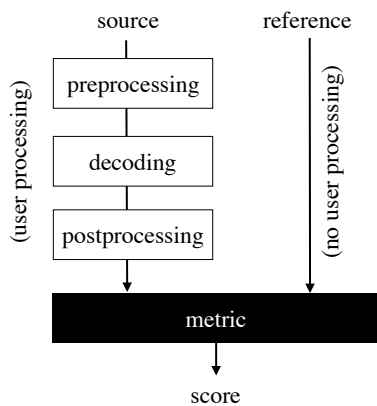 source
reference
(user processing)
preprocessing
decoding
postprocessing
(no user processing)
metric
score